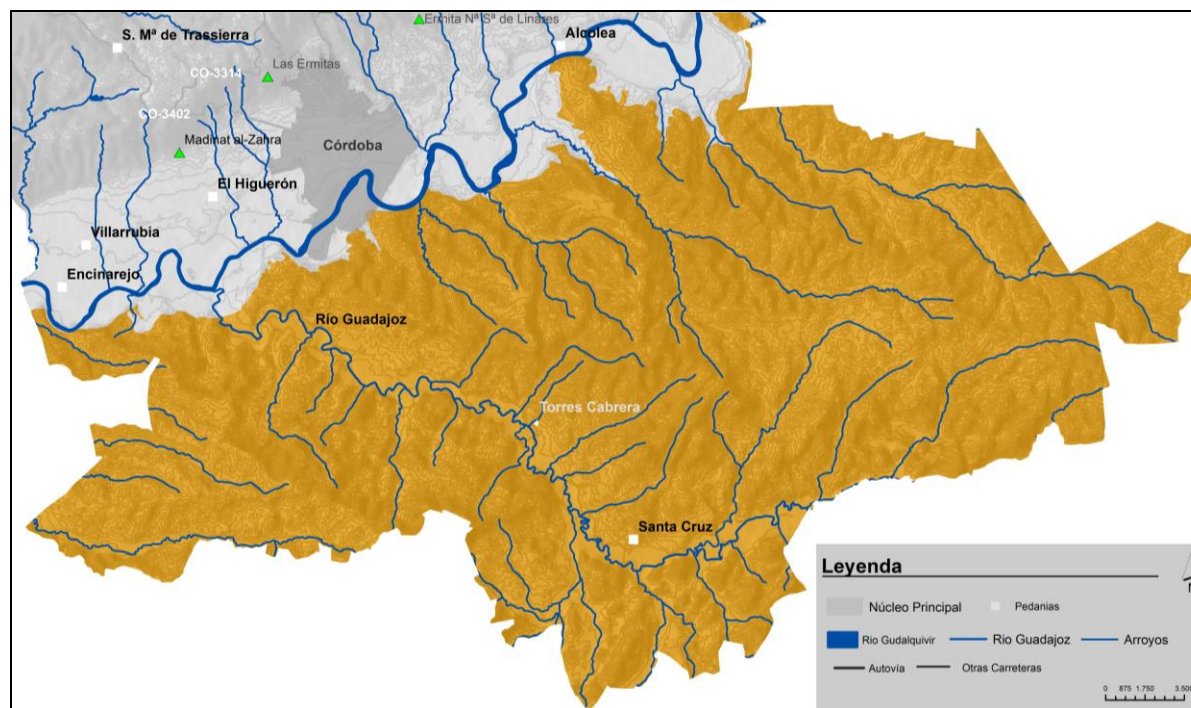 Ermita Nª Sª de Linares
S. Mª de Trassierra
Alcolea
Las Ermitas
CO-3314
CO-3402
Madinat al-Zahra
Córdoba
El Higuerón
Villarrubia
Encinarejo
Río Guadajoz
Torres Cabrera
Santa Cruz
Leyenda
Núcleo Principal
Pedanias
Rio Gudalquivir
Rio Guadajoz
Arroyos
Autovía
Otras Carreteras
0 875 1.750 3.500